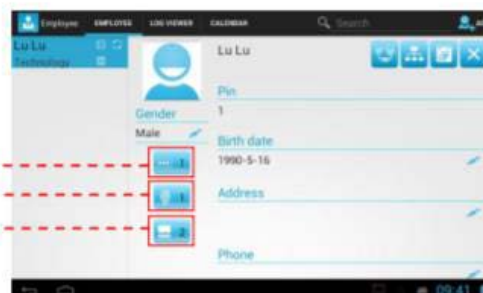 Employee EMPLOYEE LOG VIEWER CALENDAR Search
Lu Lu
Technology
Lu Lu
Pin
1
Gender
Male
Birth date
1990-5-16
Address
Phone
1
1
2
09:41